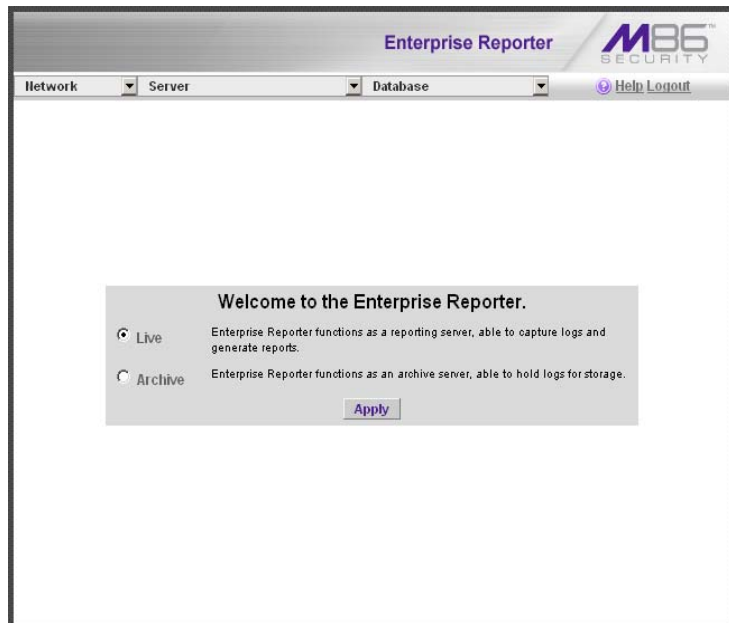 Enterprise Reporter
M86™
SECURITY
Network Server Database Help Logout
Welcome to the Enterprise Reporter.
Live
Enterprise Reporter functions as a reporting server, able to capture logs and
generate reports.
Archive
Enterprise Reporter functions as an archive server, able to hold logs for storage.
Apply